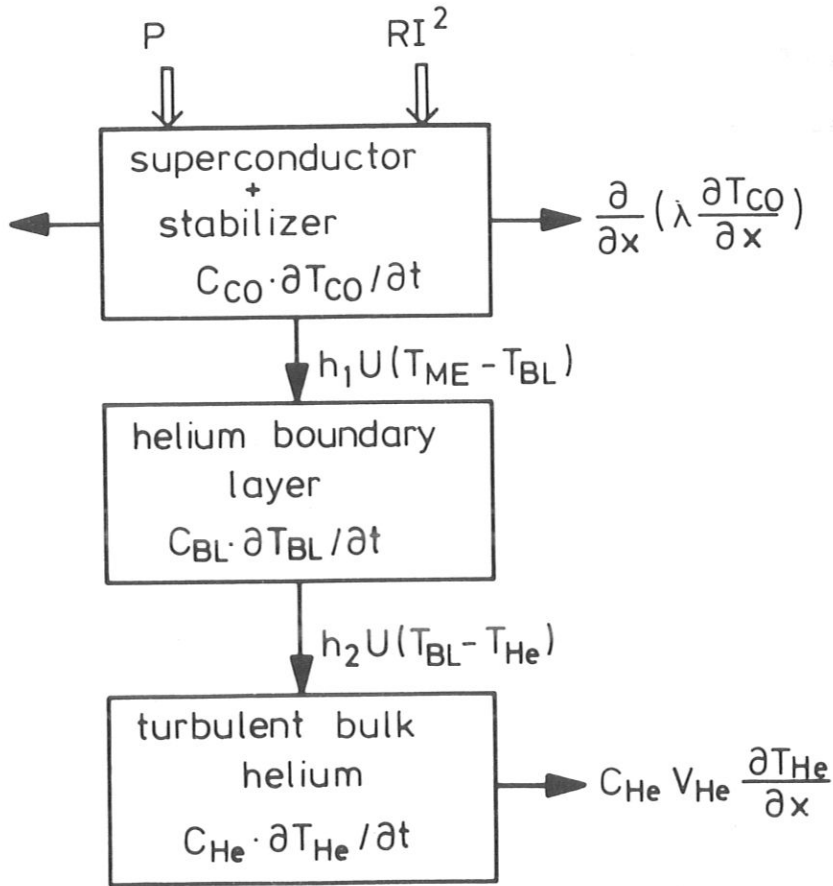 P
RI²
superconductor
+
stabilizer
C_CO·∂T_CO/∂t
∂/∂x (λ ∂T_CO/∂x)
h₁U(T_ME - T_BL)
helium boundary
layer
C_BL·∂T_BL/∂t
h₂U(T_BL - T_He)
turbulent bulk
helium
C_He·∂T_He/∂t
C_He V_He ∂T_He/∂x